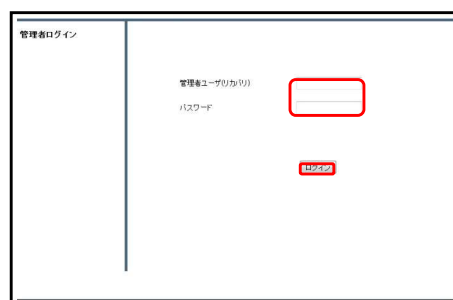 管理者ログイン
管理者ユーザ(リカバリ)
パスワード
ログイン